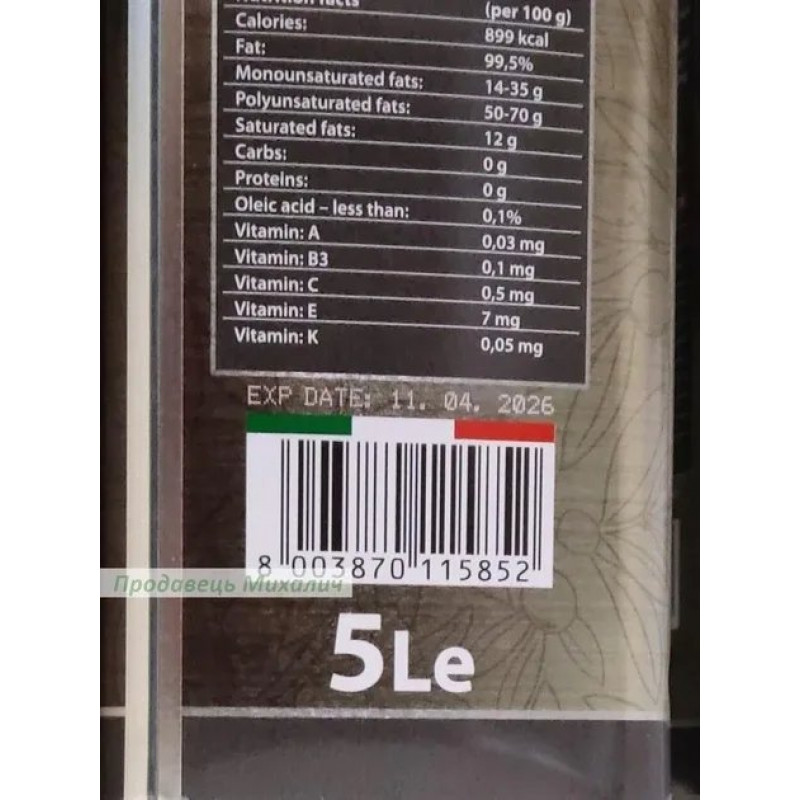 Nutrition facts (per 100 g)
Calories: 899 kcal
Fat: 99,5%
Monounsaturated fats: 14-35 g
Polyunsaturated fats: 50-70 g
Saturated fats: 12 g
Carbs: 0 g
Proteins: 0 g
Oleic acid – less than: 0,1%
Vitamin: A 0,03 mg
Vitamin: B3 0,1 mg
Vitamin: C 0,5 mg
Vitamin: E 7 mg
Vitamin: K 0,05 mg
EXP DATE: 11. 04. 2026
8 003870 115852
Продавець Михалич
5Le